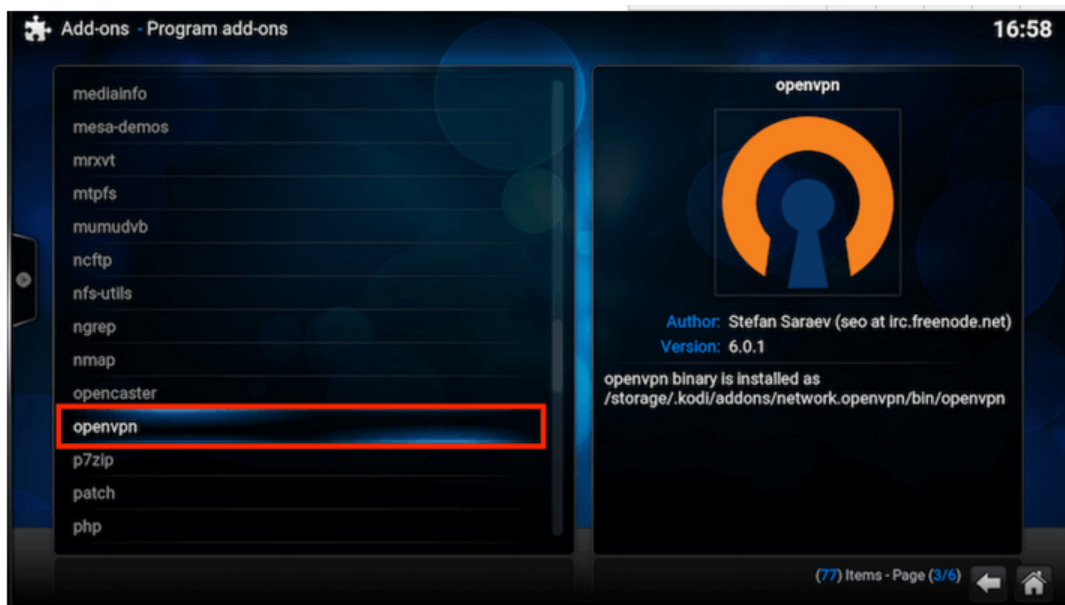 Add-ons - Program add-ons
16:58
mediainfo
mesa-demos
mrxvt
mtpfs
mumudvb
ncftp
nfs-utils
ngrep
nmap
opencaster
openvpn
p7zip
patch
php
openvpn
Author: Stefan Saraev (seo at irc.freenode.net)
Version: 6.0.1
openvpn binary is installed as
/storage/.kodi/addons/network.openvpn/bin/openvpn
(77) Items - Page (3/6)